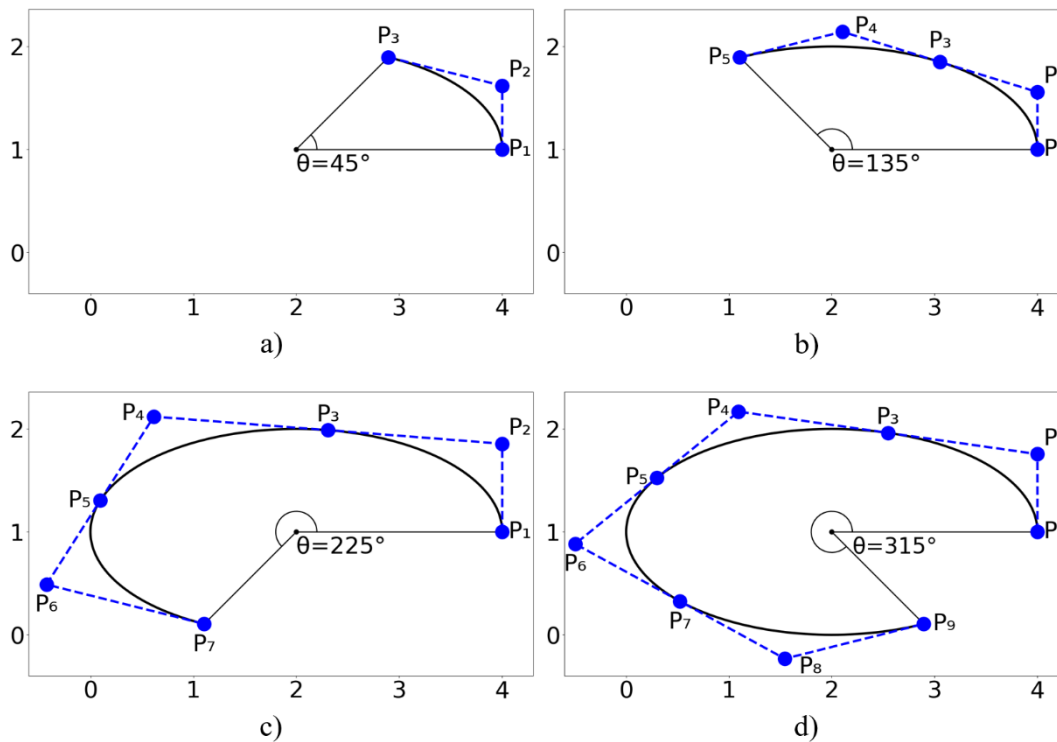 P₃
P₂
P₁
θ=45°
2
1
0
0 1 2 3 4
a)
P₄
P₃
P₅
P
P
θ=135°
2
1
0
0 1 2 3 4
b)
P₄
P₃
P₂
P₅
P₁
θ=225°
P₆
P₇
2
1
0
0 1 2 3 4
c)
P₄
P₃
P
P₅
P
θ=315°
P₆
P₇
P₉
P₈
2
1
0
0 1 2 3 4
d)